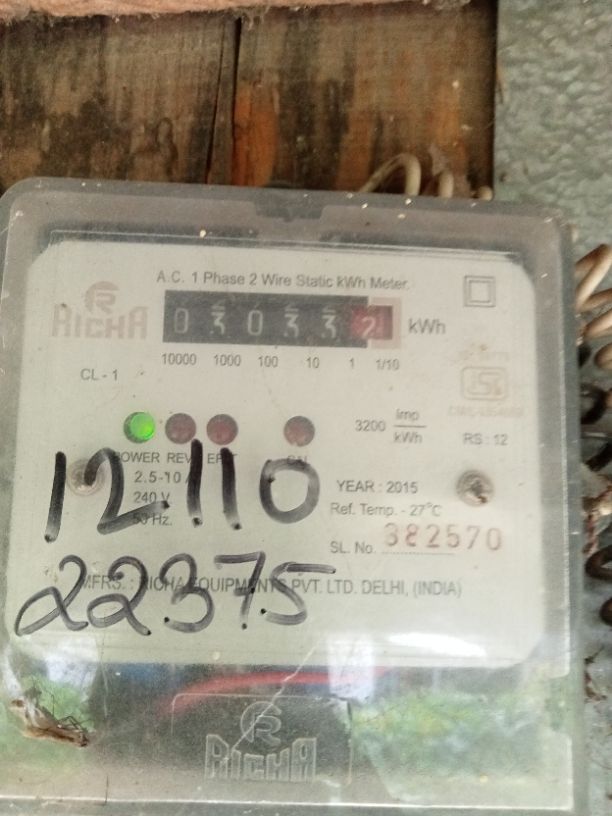 A.C. 1 Phase 2 Wire Static kWh Meter.
RICHA
0 3 0 3 3 2 kWh
10000 1000 100 10 1 1/10
CL - 1
3200 imp/kWh
RS : 12
POWER REV
2.5-10 A
240 V
50 Hz.
12110
YEAR : 2015
Ref. Temp. - 27°C
SL. No. 382570
22375
MFRS. : RICHA EQUIPMENTS PVT. LTD. DELHI, (INDIA)
RICHA